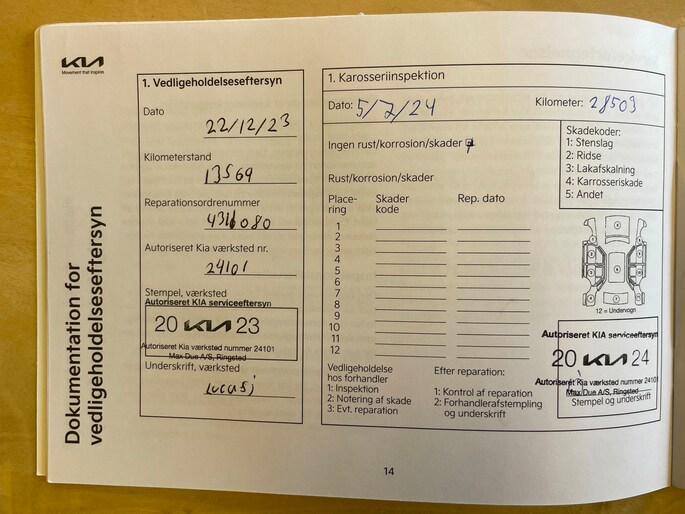 KIA
Movement that inspires
Dokumentation for
vedligeholdelseseftersyn
1. Vedligeholdelseseftersyn
Dato
22/12/23
Kilometerstand
13569
Reparationsordrenummer
Autoriseret Kia værksted nr.
24101
Stempel, værksted
Autoriseret KIA serviceeftersyn
20 KIA 23
Autoriseret Kia værksted nummer 24101
Max Due A/S, Ringsted
Underskrift, værksted
1. Karosseriinspektion
Dato: 5/7/24 Kilometer: 28503
Ingen rust/korrosion/skader
Rust/korrosion/skader
Skadekoder:
1: Stenslag
2: Ridse
3: Lakafskalning
4: Karrosseriskade
5: Andet
Place-
ring
Skader
kode
Rep. dato
1
2
3
4
5
6
7
8
9
10
11
12
12 = Undervogn
Vedligeholdelse
hos forhandler
1: Inspektion
2: Notering af skade
3: Evt. reparation
Efter reparation:
1: Kontrol af reparation
2: Forhandlerafstempling
og underskrift
Autoriseret KIA serviceeftersyn
20 KIA 24
Autoriseret Kia værksted nummer 24101
Max Due A/S, Ringsted
Stempel og underskrift
14